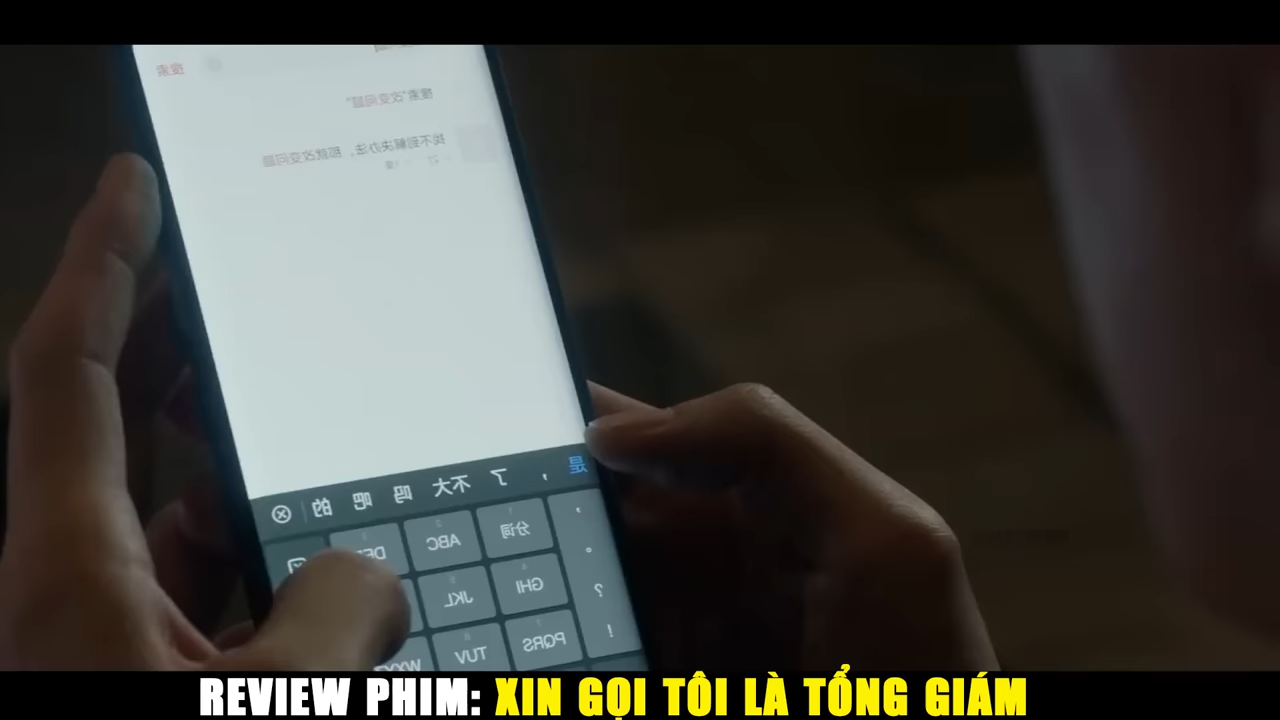 搜索
搜索"改变问题"
找不到解决办法，那就改变问题
是 ， 了 不大 吗 吧 的
， 分词 ABC
。 GHI JKL
？ PQRS TUV
！
REVIEW PHIM: XIN GỌI TÔI LÀ TỔNG GIÁM